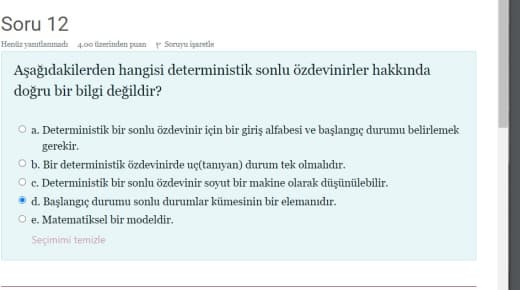 Soru 12
Henüz yanıtlanmadı 4,00 üzerinden puan Soruyu işaretle
Aşağıdakilerden hangisi deterministik sonlu özdevinirler hakkında
doğru bir bilgi değildir?
a. Deterministik bir sonlu özdevinir için bir giriş alfabesi ve başlangıç durumu belirlemek
gerekir.
b. Bir deterministik özdevinirde uç(tanıyan) durum tek olmalıdır.
c. Deterministik bir sonlu özdevinir soyut bir makine olarak düşünülebilir.
d. Başlangıç durumu sonlu durumlar kümesinin bir elemanıdır.
e. Matematiksel bir modeldir.
Seçimimi temizle